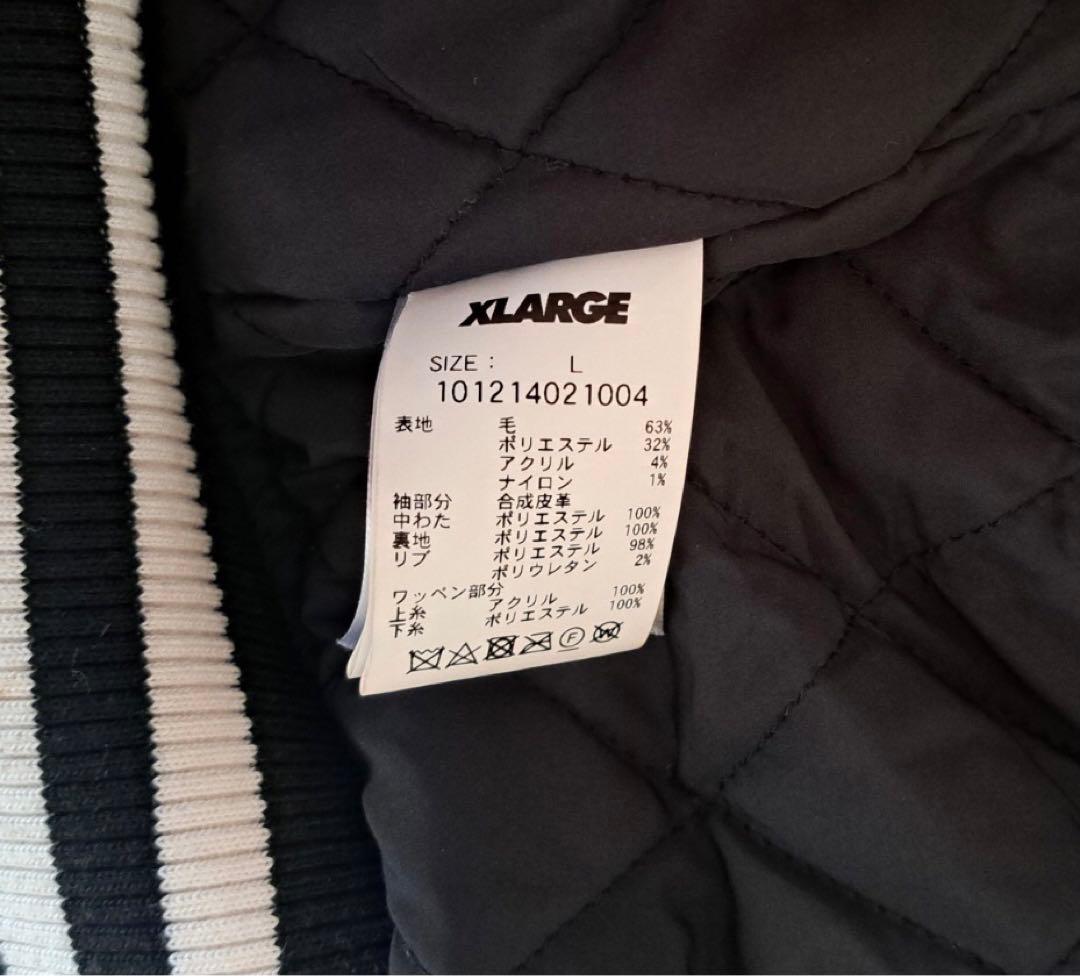 XLARGE
SIZE : L
101214021004
表地 毛 63%
ポリエステル 32%
アクリル 4%
ナイロン 1%
袖部分 合成皮革
中わた ポリエステル 100%
裏地 ポリエステル 100%
リブ ポリエステル 98%
ポリウレタン 2%
ワッペン部分
上糸 アクリル 100%
下糸 ポリエステル 100%
F W